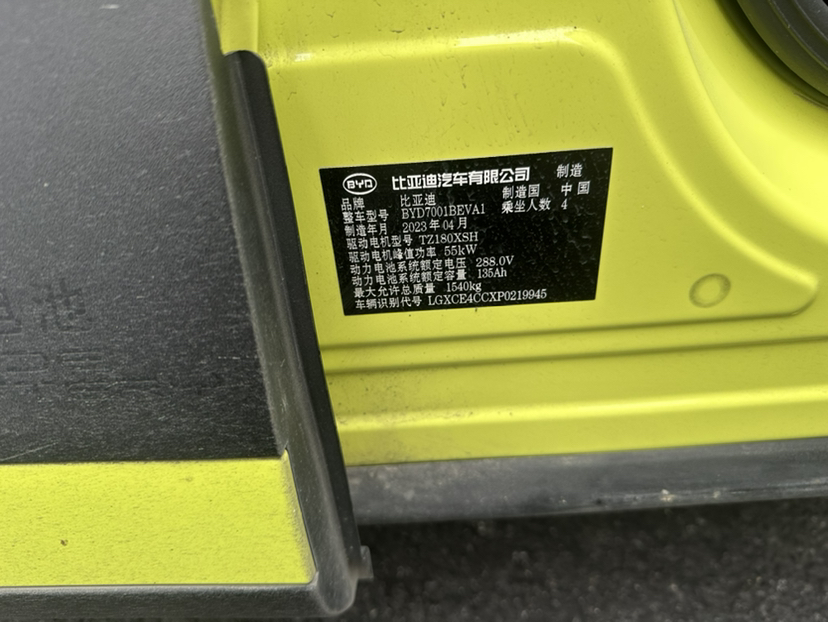 BYD 比亚迪汽车有限公司 制造
品牌 比亚迪 制造国 中国
整车型号 BYD7001BEVA1 乘坐人数 4
制造年月 2023年04月
驱动电机型号 TZ180XSH
驱动电机峰值功率 55kW
动力电池系统额定电压 288.0V
动力电池系统额定容量 135Ah
最大允许总质量 1540kg
车辆识别代号 LGXCE4CCXP0219945